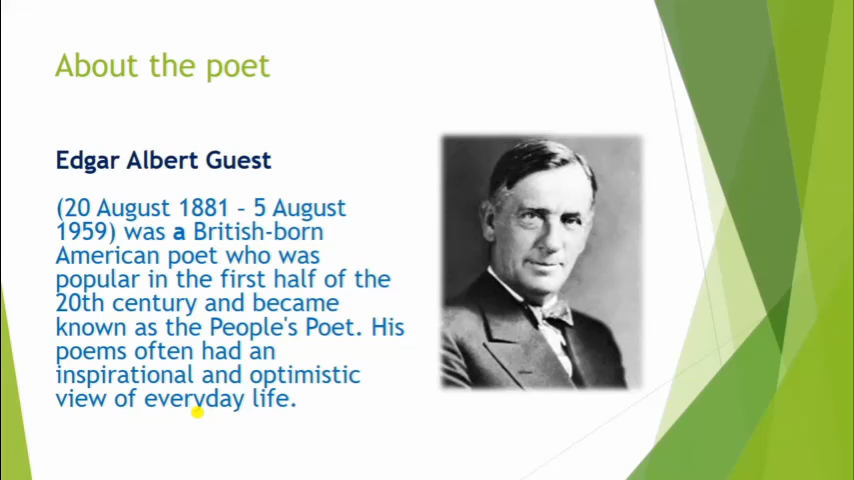 About the poet
Edgar Albert Guest
(20 August 1881 – 5 August
1959) was a British-born
American poet who was
popular in the first half of the
20th century and became
known as the People's Poet. His
poems often had an
inspirational and optimistic
view of everyday life.